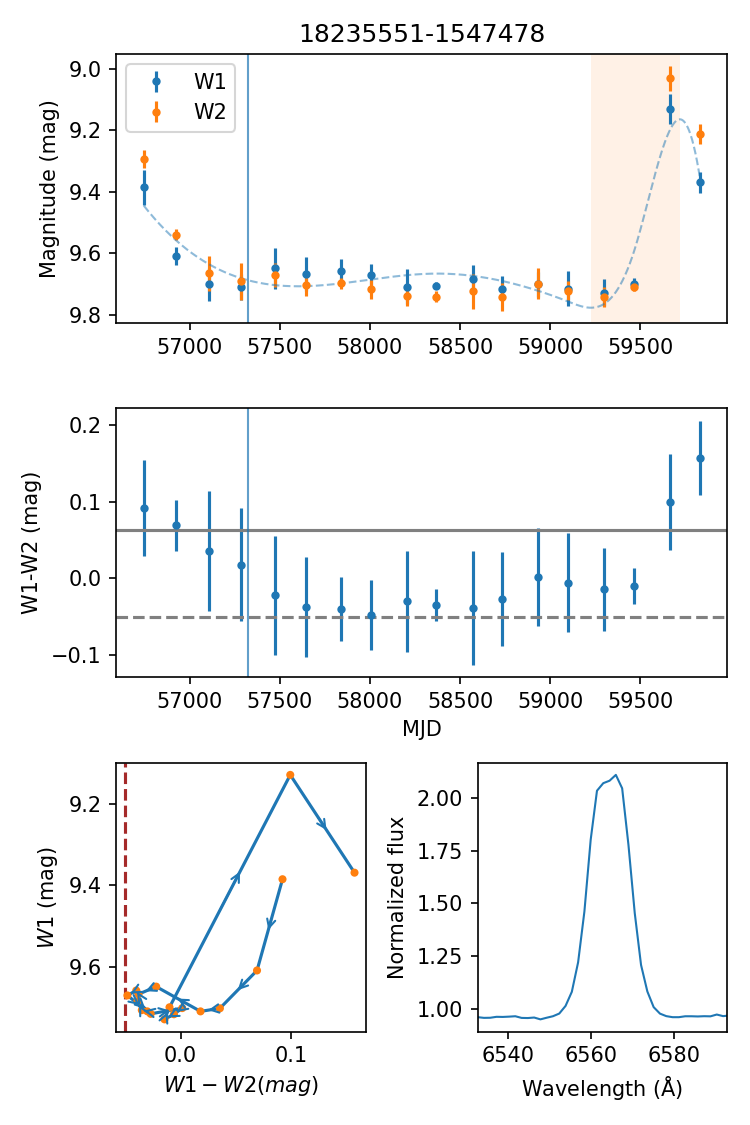 18235551-1547478
W1
W2
Magnitude (mag)
9.0
9.2
9.4
9.6
9.8
57000 57500 58000 58500 59000 59500
W1-W2 (mag)
0.2
0.1
0.0
−0.1
57000 57500 58000 58500 59000 59500
MJD
W1 (mag)
9.2
9.4
9.6
0.0 0.1
W1 − W2(mag)
Normalized flux
2.00
1.75
1.50
1.25
1.00
6540 6560 6580
Wavelength (Å)